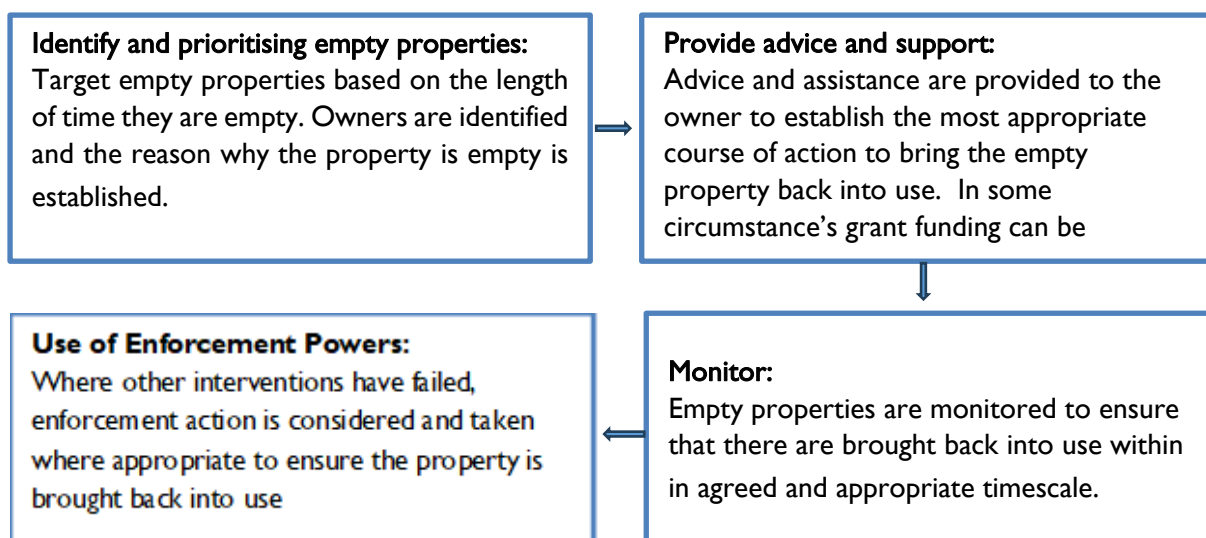 Identify and prioritising empty properties:
Target empty properties based on the length
of time they are empty. Owners are identified
and the reason why the property is empty is
established.
Provide advice and support:
Advice and assistance are provided to the
owner to establish the most appropriate
course of action to bring the empty
property back into use.  In some
circumstance’s grant funding can be
Monitor:
Empty properties are monitored to ensure
that there are brought back into use within
in agreed and appropriate timescale.
Use of Enforcement Powers:
Where other interventions have failed,
enforcement action is considered and taken
where appropriate to ensure the property is
brought back into use